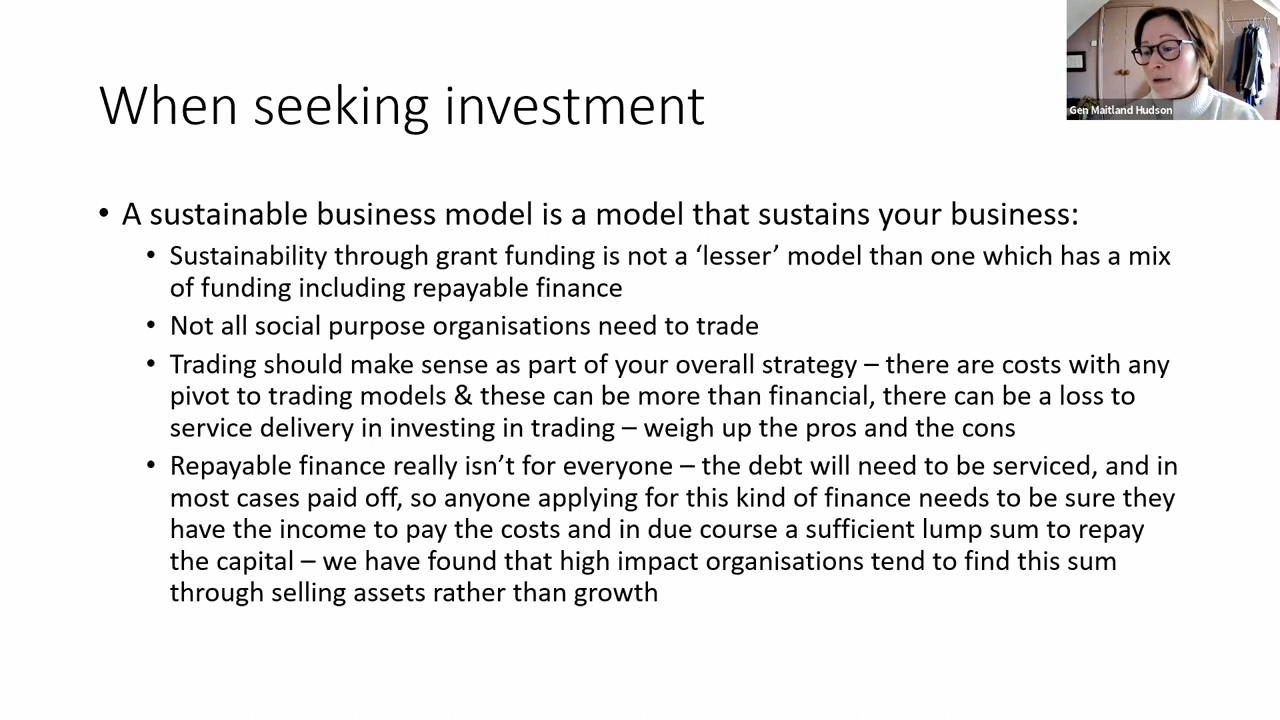 When seeking investment
Gen Maitland Hudson
• A sustainable business model is a model that sustains your business:
• Sustainability through grant funding is not a ‘lesser’ model than one which has a mix
of funding including repayable finance
• Not all social purpose organisations need to trade
• Trading should make sense as part of your overall strategy – there are costs with any
pivot to trading models & these can be more than financial, there can be a loss to
service delivery in investing in trading – weigh up the pros and the cons
• Repayable finance really isn’t for everyone – the debt will need to be serviced, and in
most cases paid off, so anyone applying for this kind of finance needs to be sure they
have the income to pay the costs and in due course a sufficient lump sum to repay
the capital – we have found that high impact organisations tend to find this sum
through selling assets rather than growth